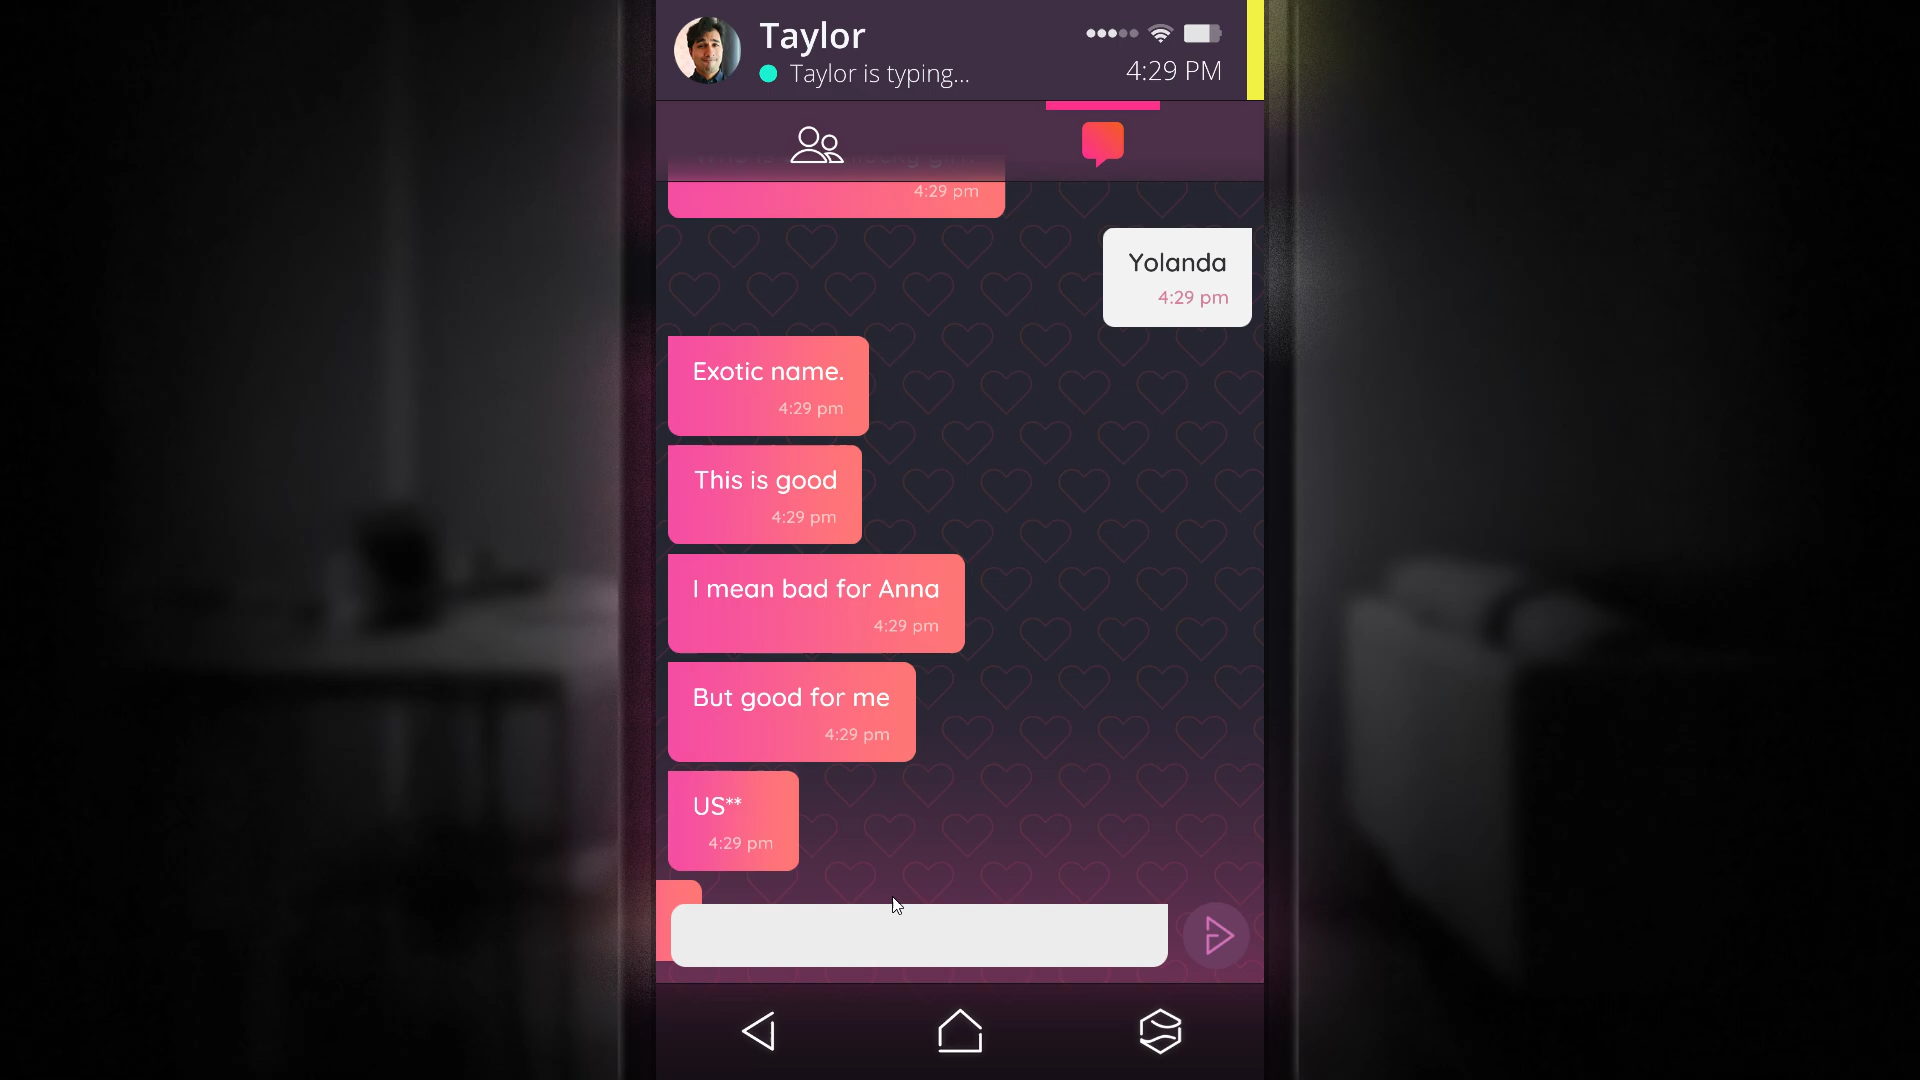 Taylor
Taylor is typing...
4:29 PM
4:29 pm
Yolanda
4:29 pm
Exotic name.
4:29 pm
This is good
4:29 pm
I mean bad for Anna
4:29 pm
But good for me
4:29 pm
US**
4:29 pm